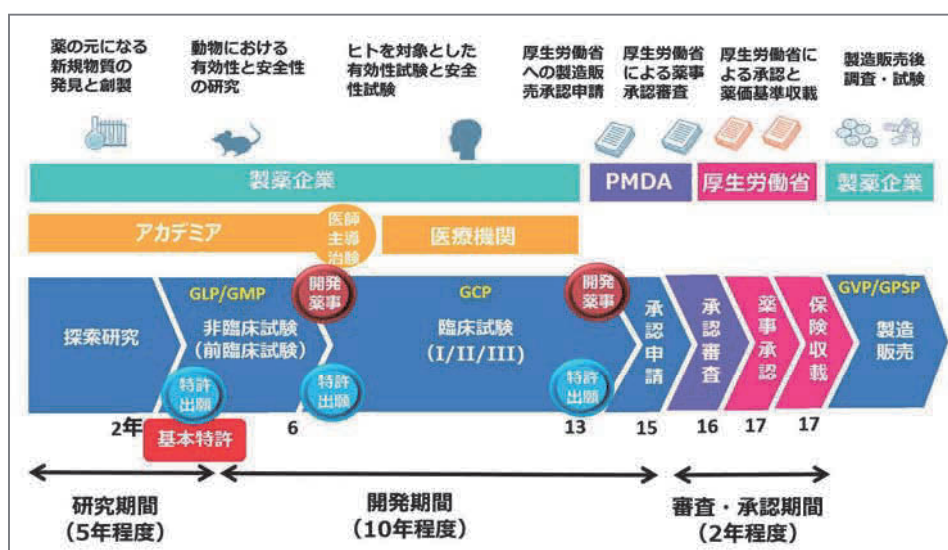 薬の元になる
新規物質の
発見と創製
動物における
有効性と安全性
の研究
ヒトを対象とした
有効性試験と安全
性試験
厚生労働省
への製造販
売承認申請
厚生労働省
による薬事
承認審査
厚生労働省に
よる承認と
薬価基準収載
製造販売後
調査・試験
製薬企業
PMDA
厚生労働省
製薬企業
アカデミア
医師
主導
治験
医療機関
探索研究
GLP/GMP
非臨床試験
(前臨床試験)
開発
薬事
GCP
臨床試験
(I/II/III)
開発
薬事
承認申請
承認審査
薬事承認
保険収載
GVP/GPSP
製造
販売
特許
出願
特許
出願
特許
出願
2年
基本特許
6
13
15
16
17
17
研究期間
(5年程度)
開発期間
(10年程度)
審査・承認期間
(2年程度)